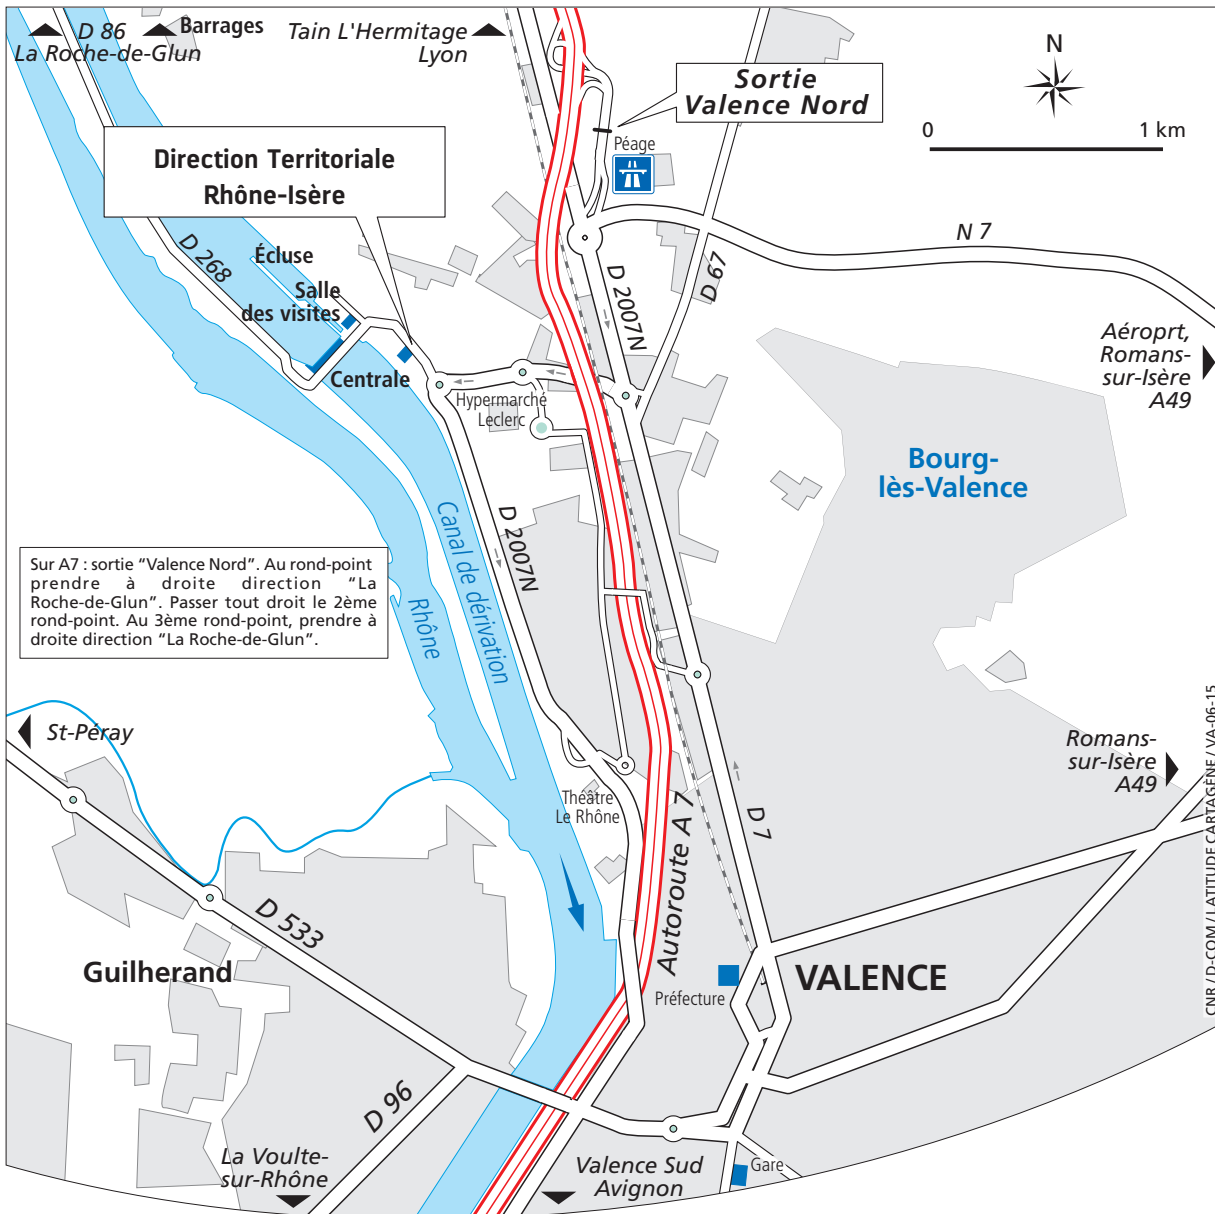 D 86
La Roche-de-Glun
Barrages
Tain L'Hermitage
Lyon
Sortie
Valence Nord
N
0 1 km
Péage
Direction Territoriale
Rhône-Isère
N 7
D 268
Écluse
Salle
des visites
D 2007N
D 67
Aéroprt,
Romans-
sur-Isère
A49
Centrale
Hypermarché
Leclerc
Bourg-
lès-Valence
Canal de dérivation
D 2007N
Sur A7 : sortie “Valence Nord”. Au rond-point
prendre à droite direction “La
Roche-de-Glun”. Passer tout droit le 2ème
rond-point. Au 3ème rond-point, prendre à
droite direction “La Roche-de-Glun”.
Rhône
St-Péray
Romans-
sur-Isère
A49
Théâtre
Le Rhône
D 7
Autoroute A 7
D 533
Guilherand
Préfecture
VALENCE
D 96
La Voulte-
sur-Rhône
Valence Sud
Avignon
Gare
CNR / D-COM / LATITUDE CARTAGÈNE / VA-06-15